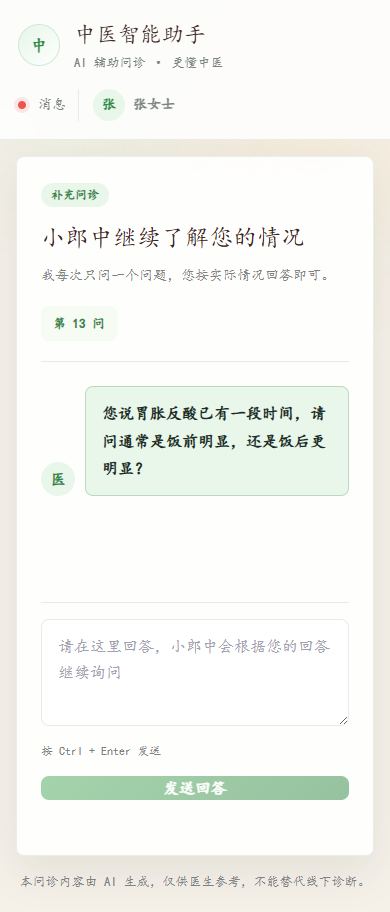 中
中医智能助手
AI 辅助问诊 • 更懂中医
消息
张
张女士
补充问诊
小郎中继续了解您的情况
我每次只问一个问题，您按实际情况回答即可。
第 13 问
您说胃胀反酸已有一段时间，请
问通常是饭前明显，还是饭后更
明显？
医
请在这里回答，小郎中会根据您的回答
继续询问
按 Ctrl + Enter 发送
发送回答
本问诊内容由 AI 生成，仅供医生参考，不能替代线下诊断。